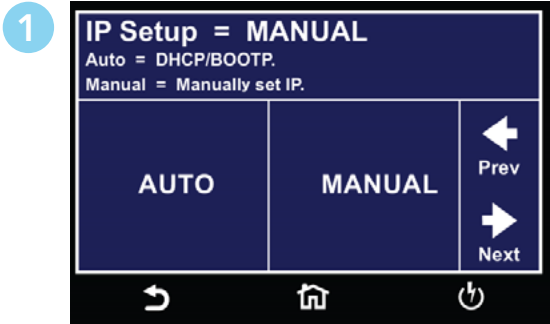 1
IP Setup = MANUAL
Auto = DHCP/BOOTP.
Manual = Manually set IP.
AUTO
MANUAL
Prev
Next